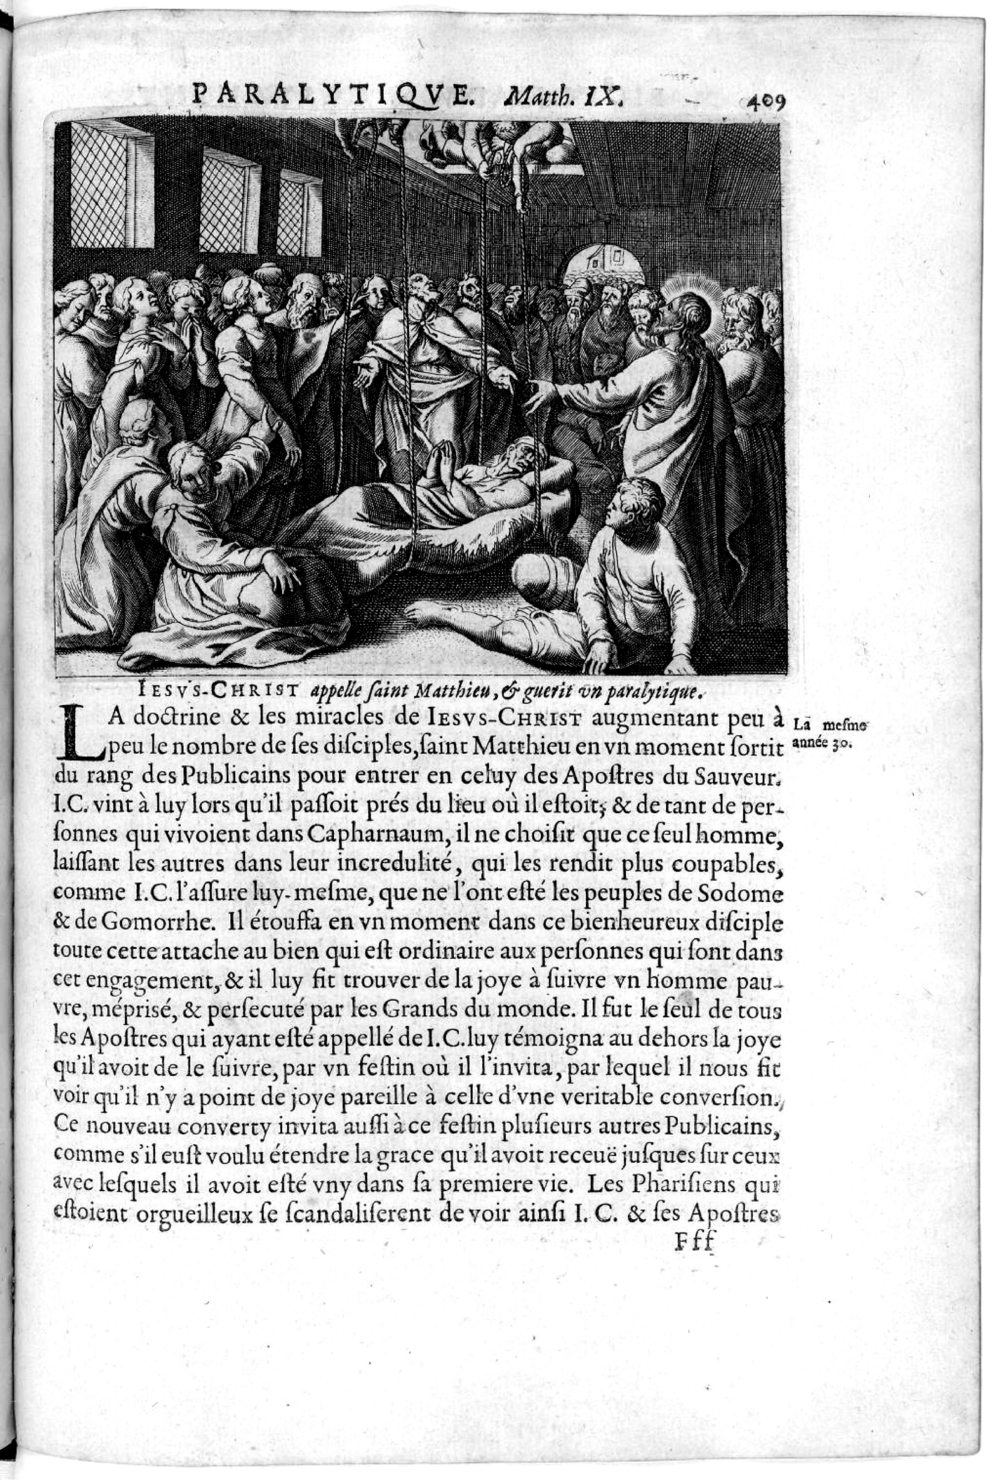 PARALYTIQVE. Matth. IX. 409
IESVS-CHRIST appelle ſaint Matthieu, & guerit vn paralytique.
LA doctrine & les miracles de IESVS-CHRIST augmentant peu à
peu le nombre de ſes diſciples, ſaint Matthieu en vn moment ſortit
du rang des Publicains pour entrer en celuy des Apoſtres du Sauveur.
I.C. vint à luy lors qu'il paſſoit prés du lieu où il eſtoit; & de tant de per-
ſonnes qui vivoient dans Capharnaum, il ne choiſit que ce ſeul homme,
laiſſant les autres dans leur incredulité, qui les rendit plus coupables,
comme I.C. l'aſſure luy-meſme, que ne l'ont eſté les peuples de Sodome
& de Gomorrhe. Il étouffa en vn moment dans ce bienheureux diſciple
toute cette attache au bien qui eſt ordinaire aux perſonnes qui ſont dans
cet engagement, & il luy fit trouver de la joye à ſuivre vn homme pau-
vre, mépriſé, & perſecuté par les Grands du monde. Il fut le ſeul de tous
les Apoſtres qui ayant eſté appellé de I.C. luy témoigna au dehors la joye
qu'il avoit de le ſuivre, par vn feſtin où il l'invita, par lequel il nous fit
voir qu'il n'y a point de joye pareille à celle d'vne veritable converſion.
Ce nouveau converty invita auſſi à ce feſtin pluſieurs autres Publicains,
comme s'il euſt voulu étendre la grace qu'il avoit receuë juſques ſur ceux
avec leſquels il avoit eſté vny dans ſa premiere vie. Les Phariſiens qui
eſtoient orgueilleux ſe ſcandaliſerent de voir ainſi I. C. & ſes Apoſtres
La meſme
année 30.
Fff